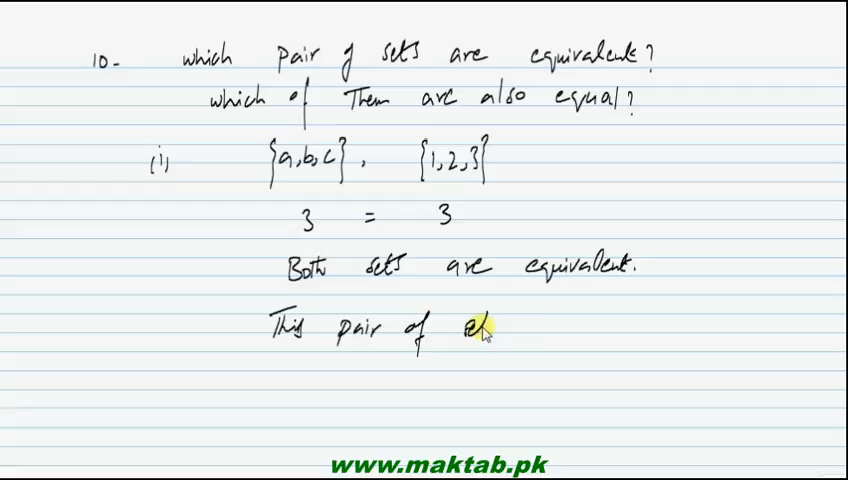 10- which pair of sets are equivalent?
which of Them are also equal?
(i) {a,b,c}, {1,2,3}
3 = 3
Both sets are equivalent.
This pair of
www.maktab.pk